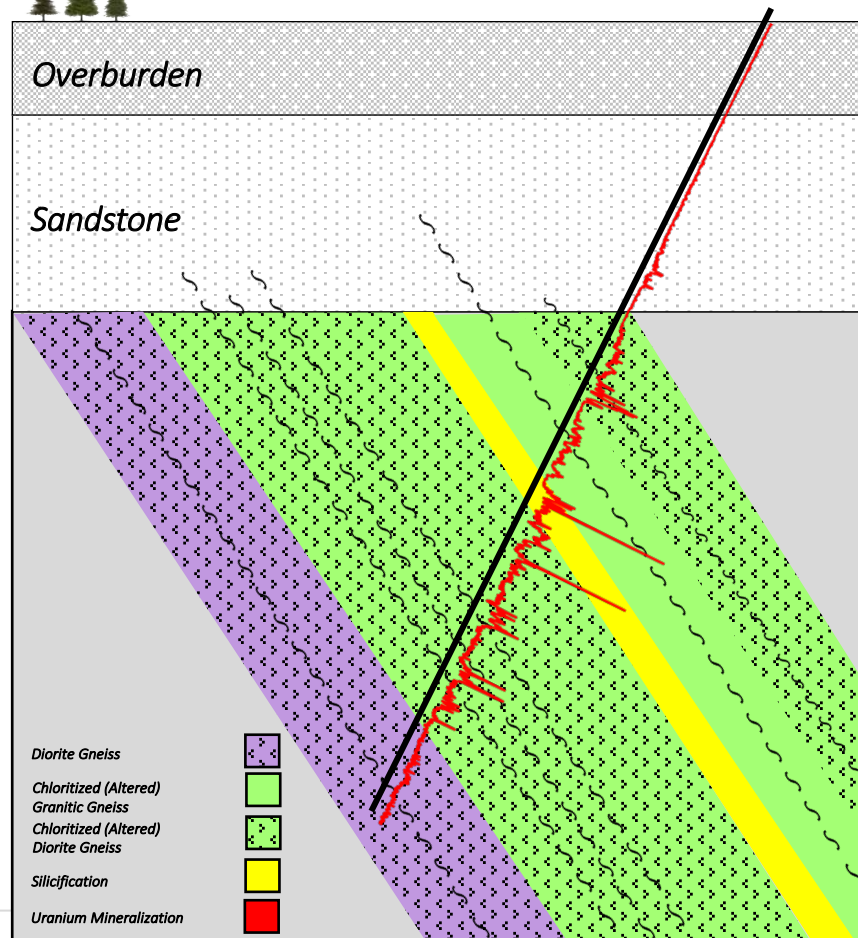 Overburden
Sandstone
Diorite Gneiss
Chloritized (Altered)
Granitic Gneiss
Chloritized (Altered)
Diorite Gneiss
Silicification
Uranium Mineralization